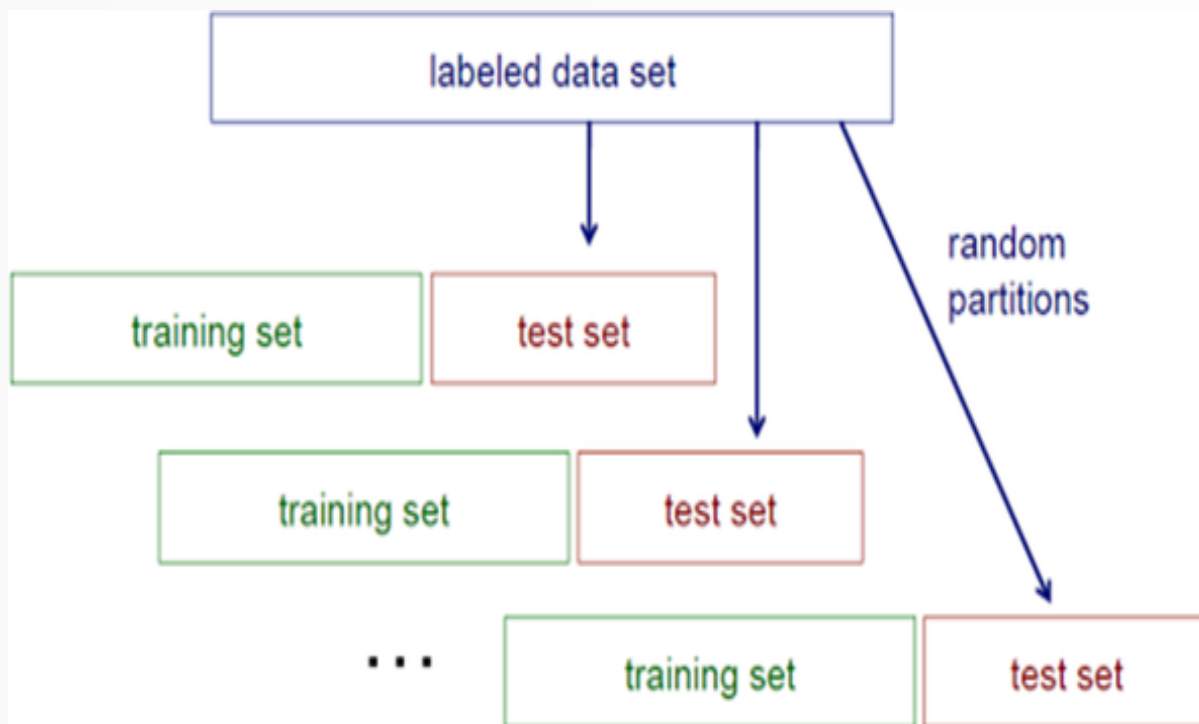 labeled data set
random
partitions
training set test set
training set test set
... training set test set